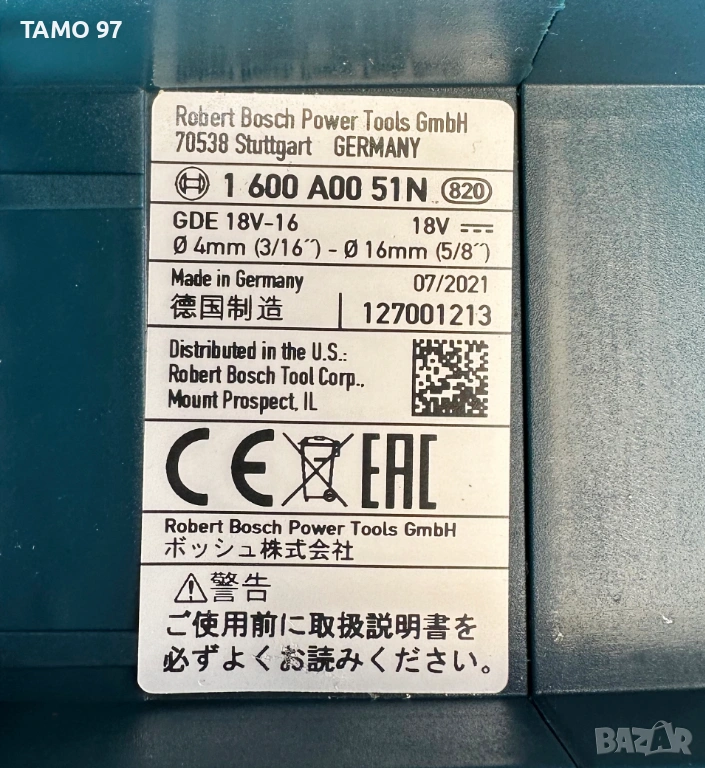 TAMO 97
Robert Bosch Power Tools GmbH
70538 Stuttgart GERMANY
1 600 A00 51N 820
GDE 18V-16 18V
Ø 4mm (3/16´´) - Ø 16mm (5/8´´)
Made in Germany 07/2021
德国制造 127001213
Distributed in the U.S.:
Robert Bosch Tool Corp.,
Mount Prospect, IL
CE EAC
Robert Bosch Power Tools GmbH
ボッシュ株式会社
⚠警告
ご使用前に取扱説明書を
必ずよくお読みください。
BAZAR